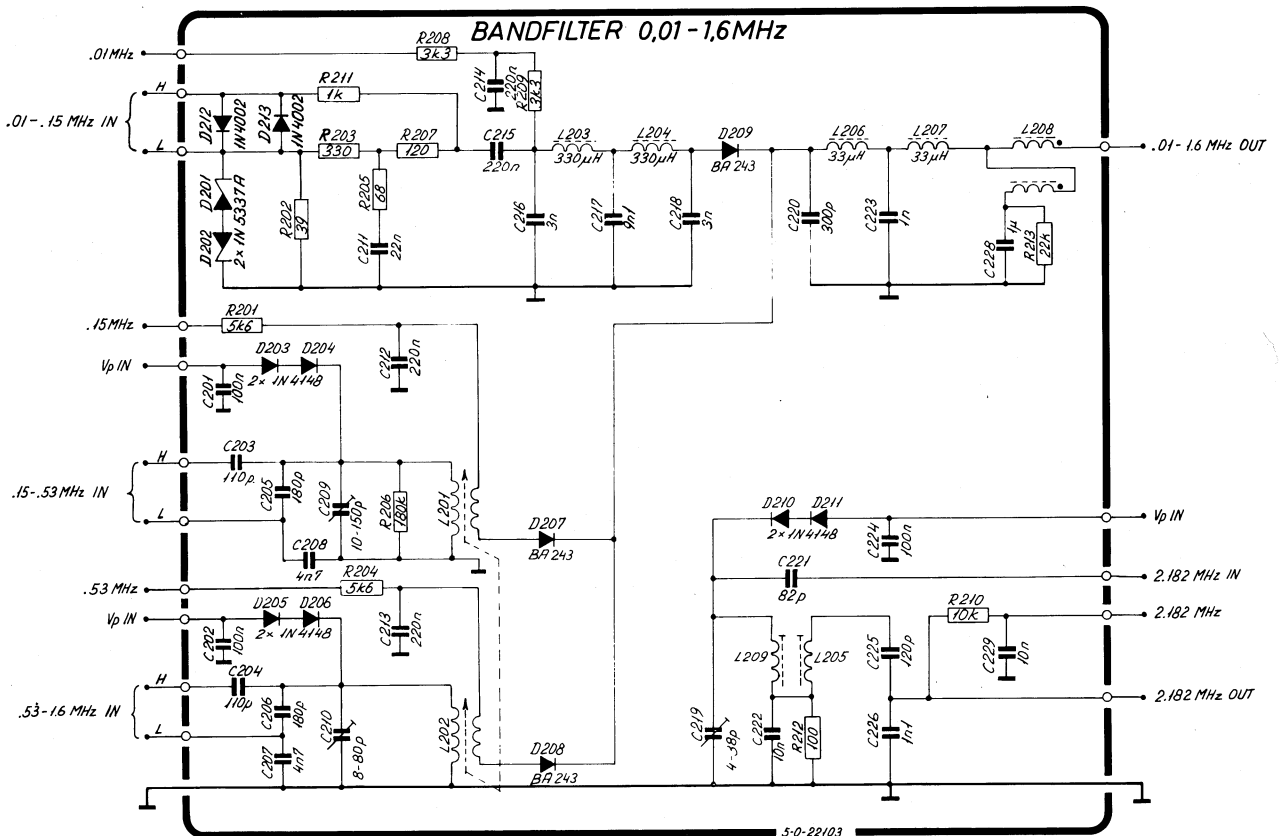 BANDFILTER 0,01-1,6MHz
.01MHz
R208
3k3
C214
220n
R209
3k3
H
.01-.15 MHz IN
L
D212
1N4002
D213
1N4002
R211
1k
R203
330
R207
120
C215
220n
L203
330µH
L204
330µH
D209
BA 243
L206
33µH
L207
33µH
L208
.01-1.6 MHz OUT
D201
D202
2×1N 5337A
R202
39
R205
68
C211
22n
C216
3n
C217
9n1
C218
3n
C220
300p
C223
1n
C228
1µ
R213
22k
.15MHz
R201
5k6
Vp IN
D203 D204
2× 1N 4148
C201
100n
C212
220n
H
.15-.53 MHz IN
L
C203
110p.
C205
180p
C209
10-150p
R206
180k
L201
C208
4n7
D207
BA 243
.53 MHz
R204
5k6
Vp IN
D205 D206
2× 1N 4148
C202
100n
C213
220n
H
.53-1.6 MHz IN
L
C204
110p
C206
180p
C207
4n7
C210
8-80p
L202
D208
BA 243
D210 D211
2×1N4148
C224
100n
Vp IN
C221
82p
2.182 MHz IN
R210
10k
2.182 MHz
L209
L205
C225
120p
C229
10n
2.182 MHz OUT
C219
4-38p
C222
10n
R212
100
C226
1n1
5-0-22103